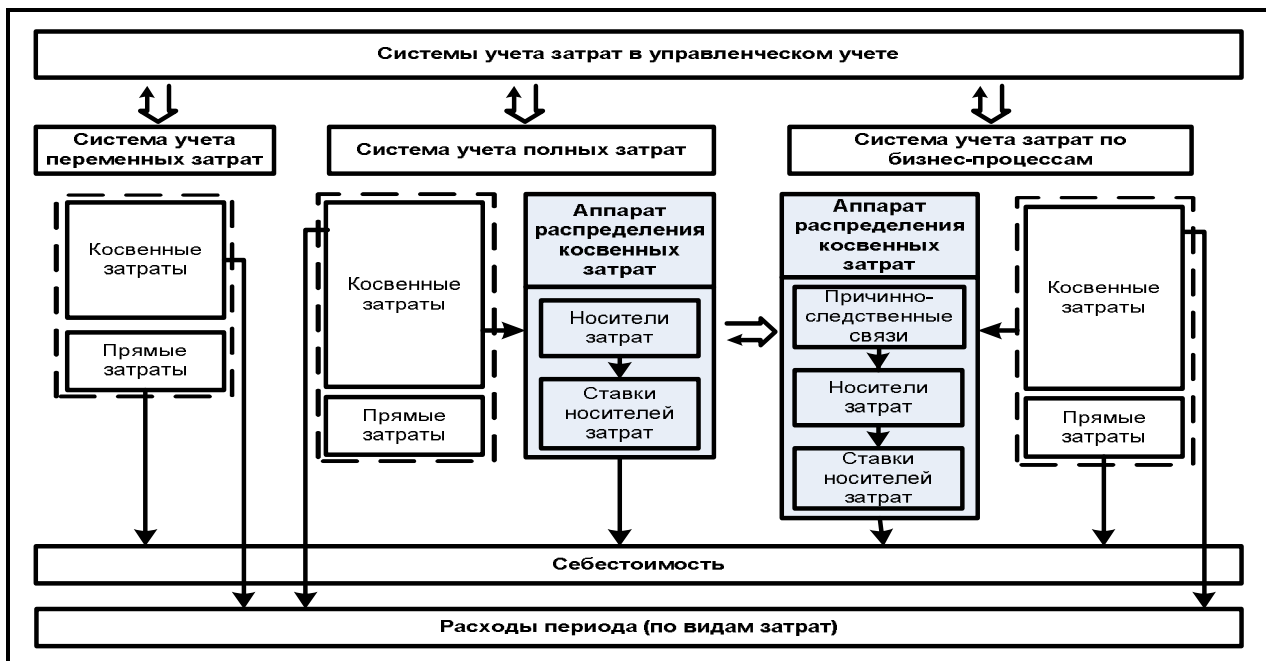 Системы учета затрат в управленческом учете
Система учета
переменных затрат
Система учета полных затрат
Система учета затрат по
бизнес-процессам
Косвенные
затраты
Прямые
затраты
Косвенные
затраты
Прямые
затраты
Аппарат
распределения
косвенных
затрат
Носители
затрат
Ставки
носителей
затрат
Аппарат
распределения
косвенных
затрат
Причинно-
следственные
связи
Носители
затрат
Ставки
носителей
затрат
Косвенные
затраты
Прямые
затраты
Себестоимость
Расходы периода (по видам затрат)